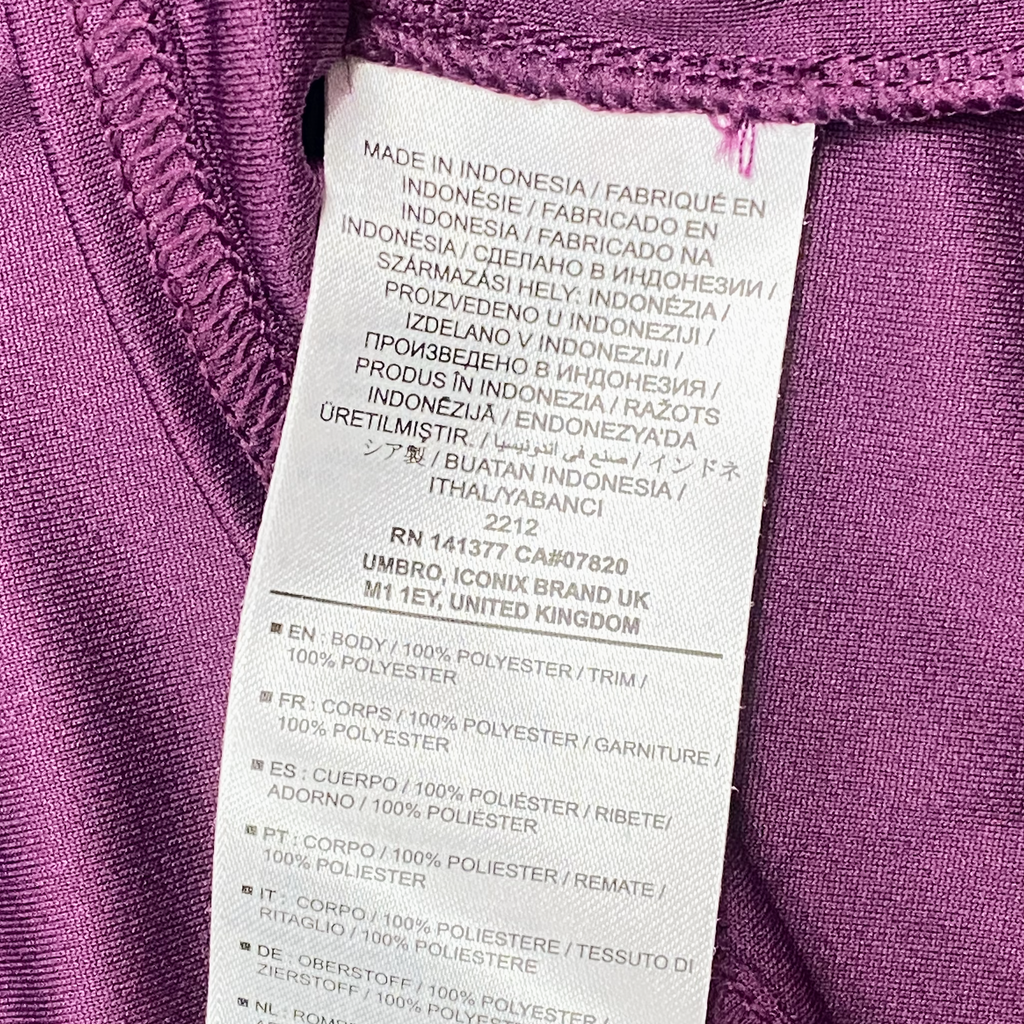 MADE IN INDONESIA / FABRIQUÉ EN
INDONÉSIE / FABRICADO EN
INDONESIA / FABRICADO NA
INDONÉSIA / СДЕЛАНО В ИНДОНЕЗИИ /
SZÁRMAZÁSI HELY: INDONÉZIA /
PROIZVEDENO U INDONEZIJI /
IZDELANO V INDONEZIJI /
ПРОИЗВЕДЕНО В ИНДОНЕЗИЯ /
PRODUS ÎN INDONEZIA / RAŽOTS
INDONĒZIJĀ / ENDONEZYA'DA
ÜRETILMIŞTIR. / صنع في اندونيسيا / インドネ
シア製 / BUATAN INDONESIA /
ITHAL/YABANCI
2212
RN 141377 CA#07820
UMBRO, ICONIX BRAND UK
M1 1EY, UNITED KINGDOM
EN : BODY / 100% POLYESTER / TRIM /
100% POLYESTER
FR : CORPS / 100% POLYESTER / GARNITURE /
100% POLYESTER
ES : CUERPO / 100% POLIÉSTER / RIBETE/
ADORNO / 100% POLIÉSTER
PT : CORPO / 100% POLIESTER / REMATE /
100% POLIESTER
IT : CORPO / 100% POLIESTERE / TESSUTO DI
RITAGLIO / 100% POLIESTERE
DE : OBERSTOFF / 100% POLYESTER /
ZIERSTOFF / 100% POLYESTER
NL :